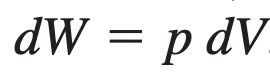 dW = p dV.